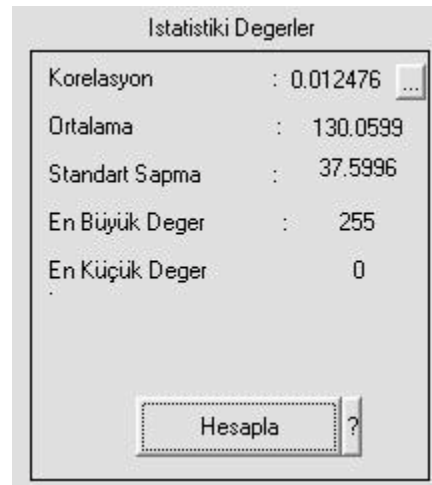 Istatistiki Degerler
Korelasyon : 0.012476 ...
Ortalama : 130.0599
Standart Sapma : 37.5996
En Büyük Deger : 255
En Küçük Deger 0
:
Hesapla ?